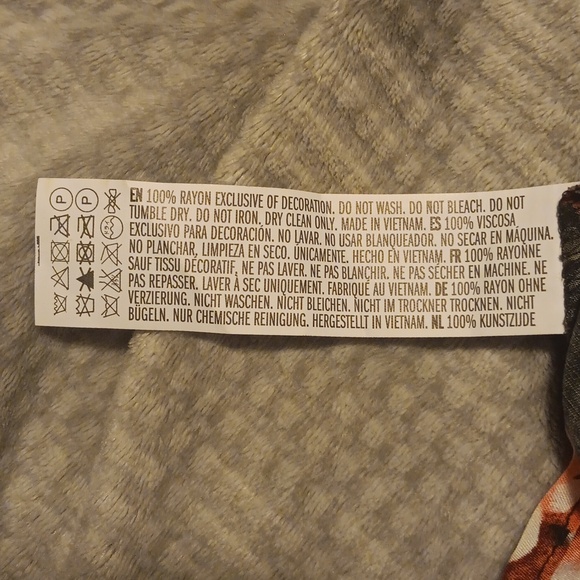 P P
EN 100% RAYON EXCLUSIVE OF DECORATION. DO NOT WASH. DO NOT BLEACH. DO NOT
TUMBLE DRY. DO NOT IRON, DRY CLEAN ONLY. MADE IN VIETNAM. ES 100% VISCOSA
EXCLUSIVO PARA DECORACIÓN. NO LAVAR. NO USAR BLANQUEADOR. NO SECAR EN MÁQUINA.
NO PLANCHAR, LIMPIEZA EN SECO. ÚNICAMENTE. HECHO EN VIETNAM. FR 100% RAYONNE
SAUF TISSU DÉCORATIF, NE PAS LAVER. NE PAS BLANCHIR. NE PAS SÉCHER EN MACHINE. NE
PAS REPASSER. LAVER À SEC UNIQUEMENT. FABRIQUÉ AU VIETNAM. DE 100% RAYON OHNE
VERZIERUNG. NICHT WASCHEN. NICHT BLEICHEN. NICHT IM TROCKNER TROCKNEN. NICHT
BÜGELN. NUR CHEMISCHE REINIGUNG. HERGESTELLT IN VIETNAM. NL 100% KUNSTZIJDE